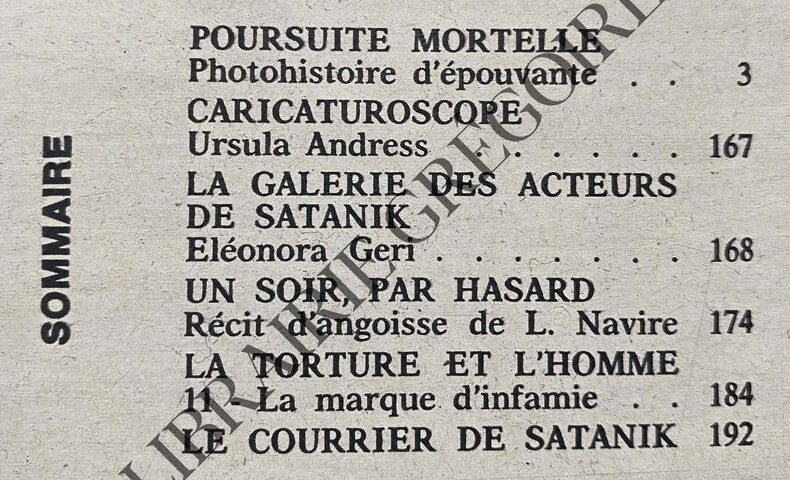 SOMMAIRE
POURSUITE MORTELLE
Photohistoire d'épouvante . . 3
CARICATUROSCOPE
Ursula Andress . . . . . . 167
LA GALERIE DES ACTEURS
DE SATANIK
Eléonora Geri . . . . . . . 168
UN SOIR, PAR HASARD
Récit d'angoisse de L. Navire 174
LA TORTURE ET L'HOMME
11 - La marque d'infamie . . 184
LE COURRIER DE SATANIK 192
LIBRAIRIE GREGOIRE